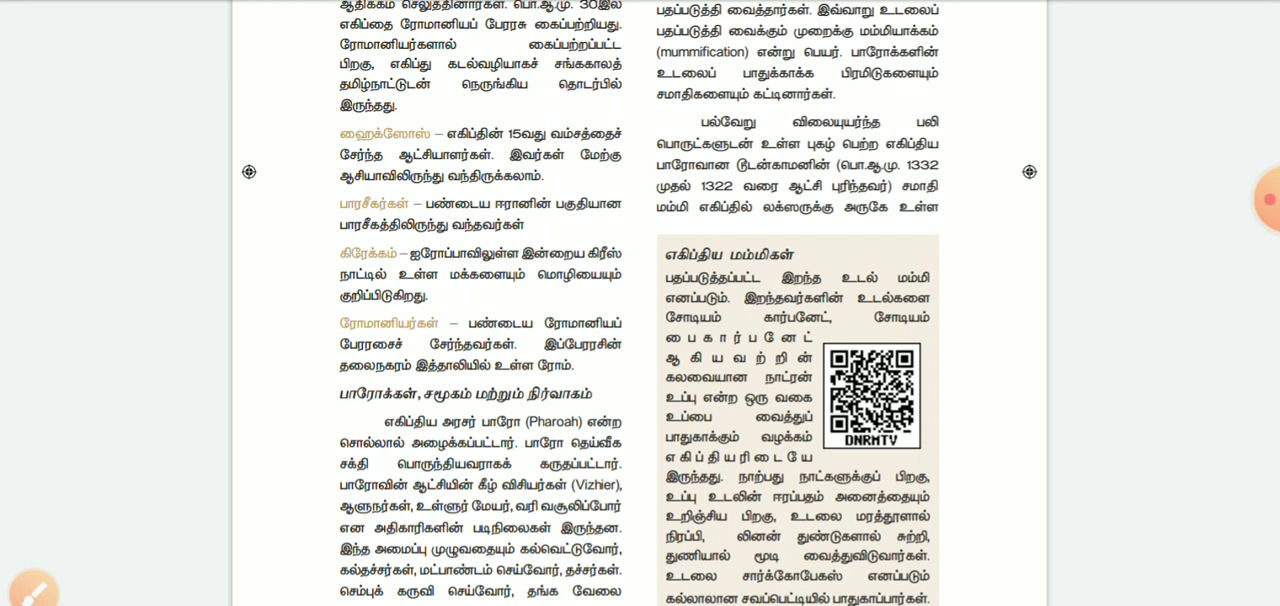 ஆதிக்கம் செலுத்தினார்கள். பொ.ஆ.மு. 30இல்
எகிப்தை ரோமானியப் பேரரசு கைப்பற்றியது.
ரோமானியர்களால் கைப்பற்றப்பட்ட
பிறகு, எகிப்து கடல்வழியாகச் சங்ககாலத்
தமிழ்நாட்டுடன் நெருங்கிய தொடர்பில்
இருந்தது.
ஹைக்ஸோஸ் – எகிப்தின் 15வது வம்சத்தைச்
சேர்ந்த ஆட்சியாளர்கள். இவர்கள் மேற்கு
ஆசியாவிலிருந்து வந்திருக்கலாம்.
பாரசீகர்கள் – பண்டைய ஈரானின் பகுதியான
பாரசீகத்திலிருந்து வந்தவர்கள்
கிரேக்கம் – ஐரோப்பாவிலுள்ள இன்றைய கிரீஸ்
நாட்டில் உள்ள மக்களையும் மொழியையும்
குறிப்பிடுகிறது.
ரோமானியர்கள் – பண்டைய ரோமானியப்
பேரரசைச் சேர்ந்தவர்கள். இப்பேரரசின்
தலைநகரம் இத்தாலியில் உள்ள ரோம்.
பாரோக்கள், சமூகம் மற்றும் நிர்வாகம்
எகிப்திய அரசர் பாரோ (Pharoah) என்ற
சொல்லால் அழைக்கப்பட்டார். பாரோ தெய்வீக
சக்தி பொருந்தியவராகக் கருதப்பட்டார்.
பாரோவின் ஆட்சியின் கீழ் விசியர்கள் (Vizhier),
ஆளுநர்கள், உள்ளூர் மேயர், வரி வசூலிப்போர்
என அதிகாரிகளின் படிநிலைகள் இருந்தன.
இந்த அமைப்பு முழுவதையும் கல்வெட்டுவோர்,
கல்தச்சர்கள், மட்பாண்டம் செய்வோர், தச்சர்கள்.
செம்புக் கருவி செய்வோர், தங்க வேலை
பதப்படுத்தி வைத்தார்கள். இவ்வாறு உடலைப்
பதப்படுத்தி வைக்கும் முறைக்கு மம்மியாக்கம்
(mummification) என்று பெயர். பாரோக்களின்
உடலைப் பாதுக்காக்க பிரமிடுகளையும்
சமாதிகளையும் கட்டினார்கள்.
பல்வேறு விலையுயர்ந்த பலி
பொருட்களுடன் உள்ள புகழ் பெற்ற எகிப்திய
பாரோவான டூடன்காமனின் (பொ.ஆ.மு. 1332
முதல் 1322 வரை ஆட்சி புரிந்தவர்) சமாதி
மம்மி எகிப்தில் லக்ஸருக்கு அருகே உள்ள
எகிப்திய மம்மிகள்
பதப்படுத்தப்பட்ட இறந்த உடல் மம்மி
எனப்படும். இறந்தவர்களின் உடல்களை
சோடியம் கார்பனேட், சோடியம்
பைகார்பனேட்
ஆகியவற்றின்
கலவையான நாட்ரன்
உப்பு என்ற ஒரு வகை
உப்பை வைத்துப்
பாதுகாக்கும் வழக்கம்
எகிப்தியரிடையே
DNRMTV
இருந்தது. நாற்பது நாட்களுக்குப் பிறகு,
உப்பு உடலின் ஈரப்பதம் அனைத்தையும்
உறிஞ்சிய பிறகு, உடலை மரத்தூளால்
நிரப்பி, லினன் துண்டுகளால் சுற்றி,
துணியால் மூடி வைத்துவிடுவார்கள்.
உடலை சார்க்கோபேகஸ் எனப்படும்
கல்லாலான சவப்பெட்டியில் பாதுகாப்பார்கள்.